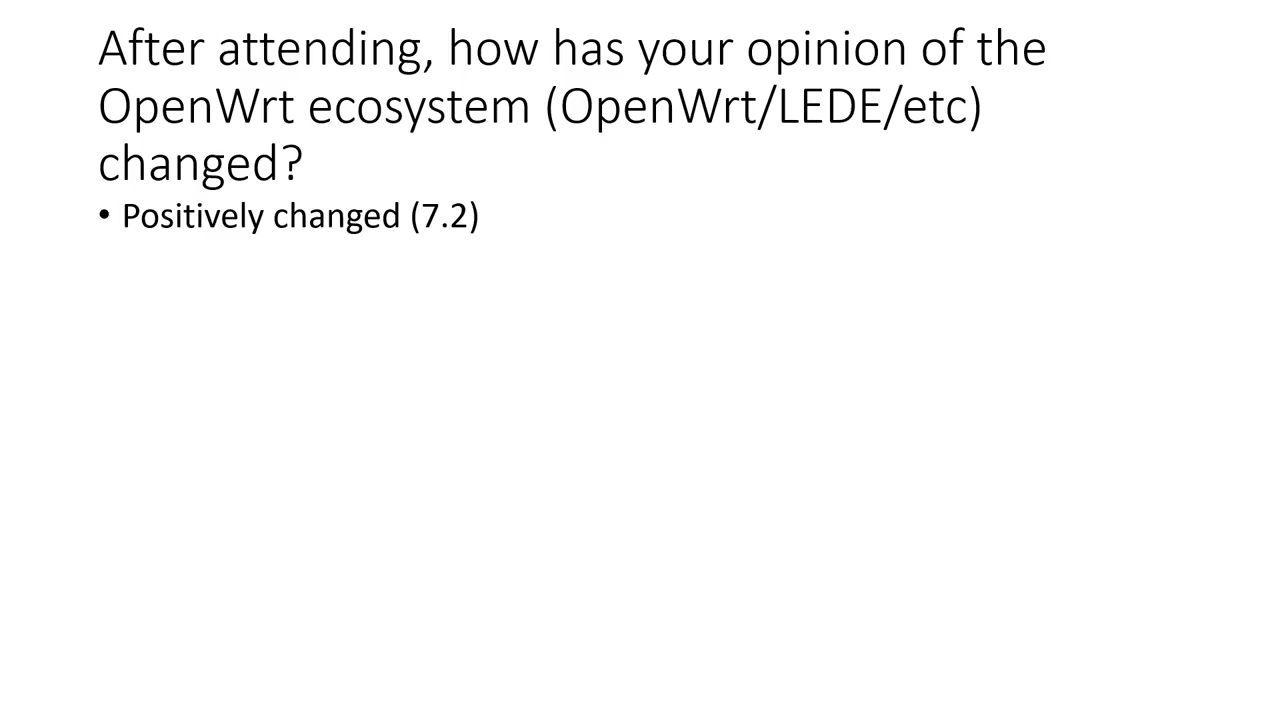 After attending, how has your opinion of the
OpenWrt ecosystem (OpenWrt/LEDE/etc)
changed?
• Positively changed (7.2)